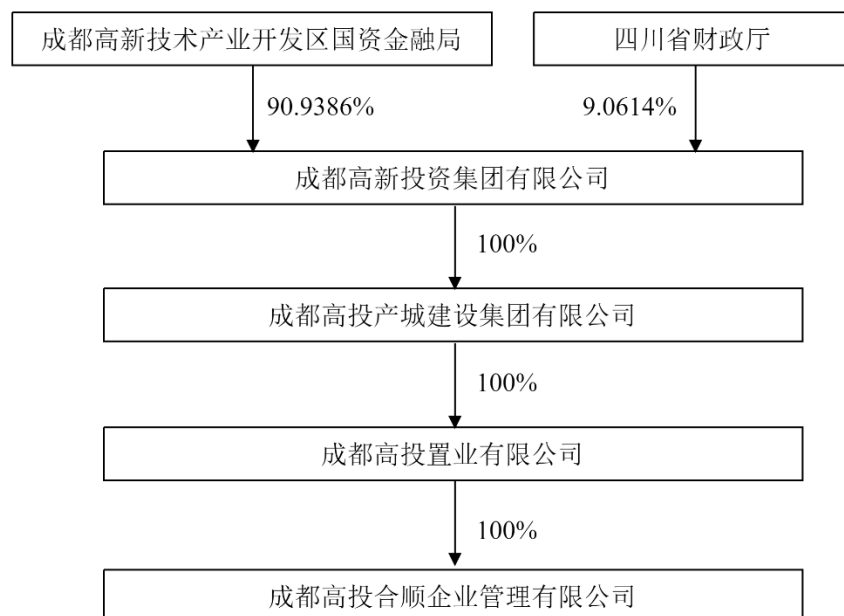 成都高新技术产业开发区国资金融局
四川省财政厅
90.9386%
9.0614%
成都高新投资集团有限公司
100%
成都高投产城建设集团有限公司
100%
成都高投置业有限公司
100%
成都高投合顺企业管理有限公司